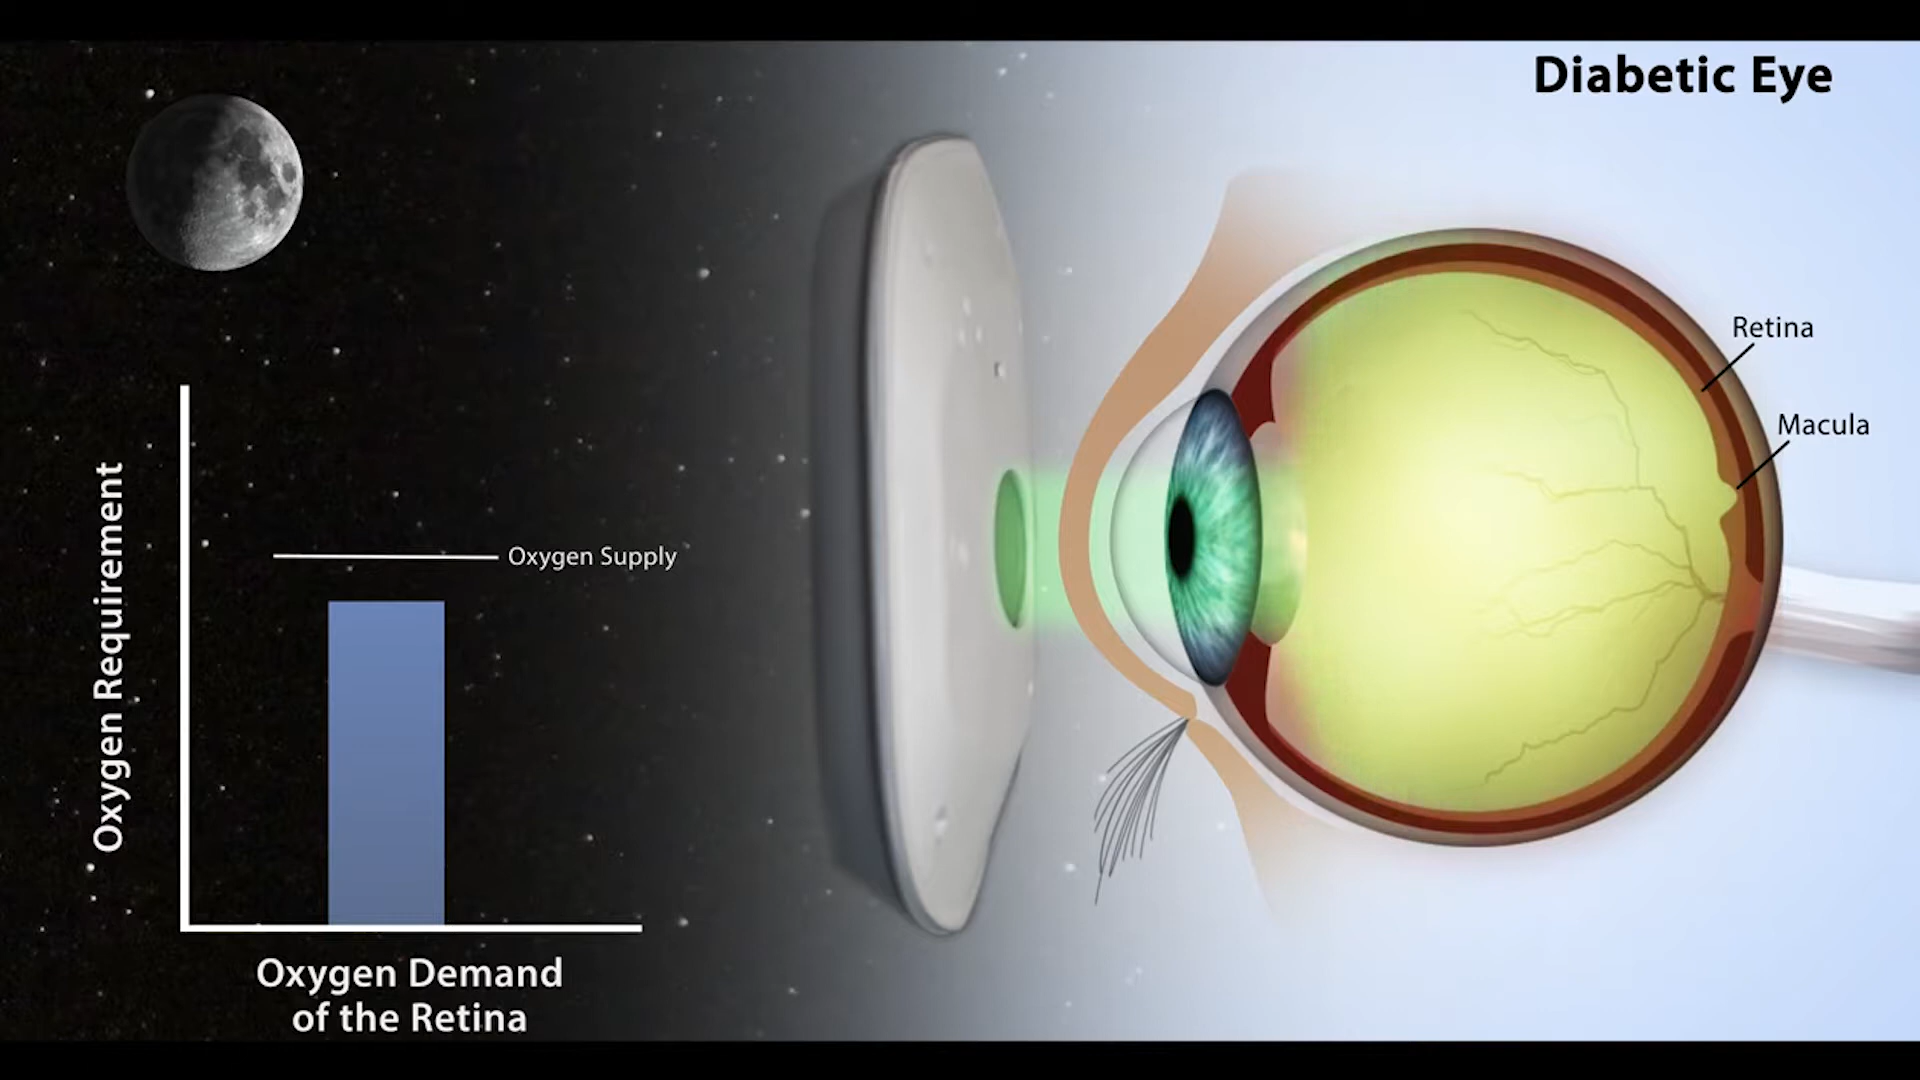 Diabetic Eye
Retina
Macula
Oxygen Requirement
Oxygen Supply
Oxygen Demand
of the Retina